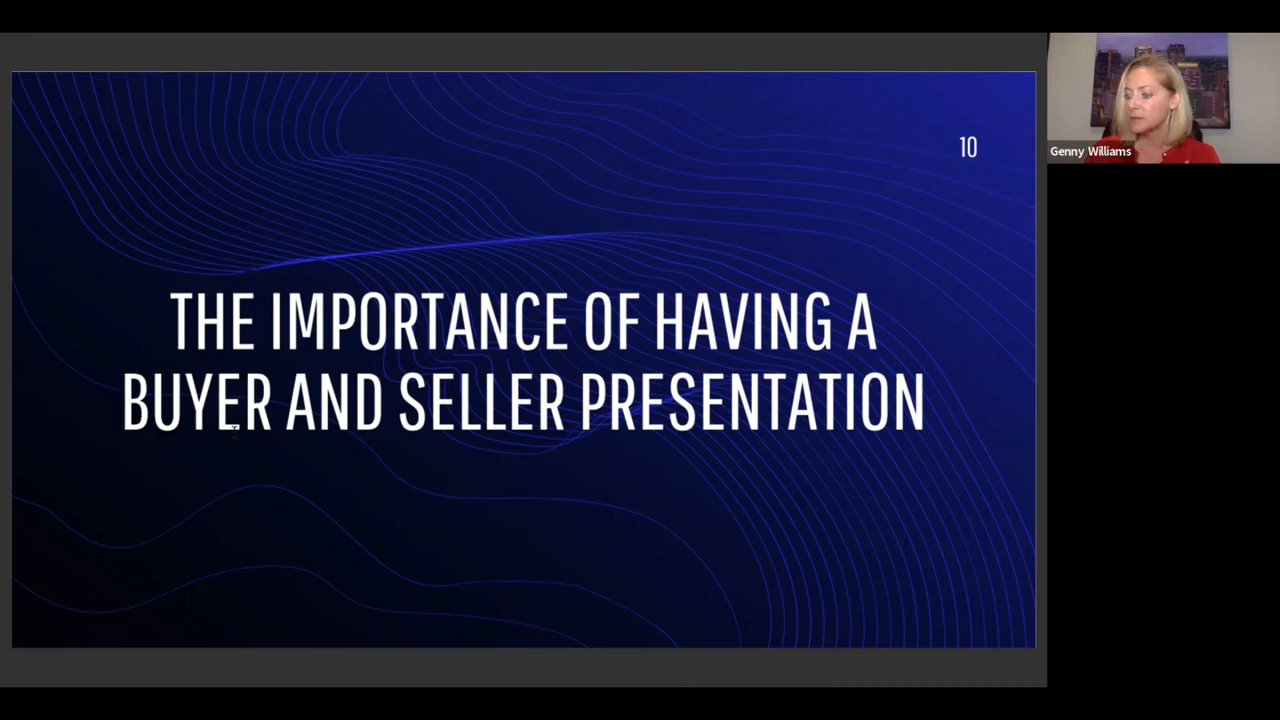 10
THE IMPORTANCE OF HAVING A
BUYER AND SELLER PRESENTATION
Genny Williams